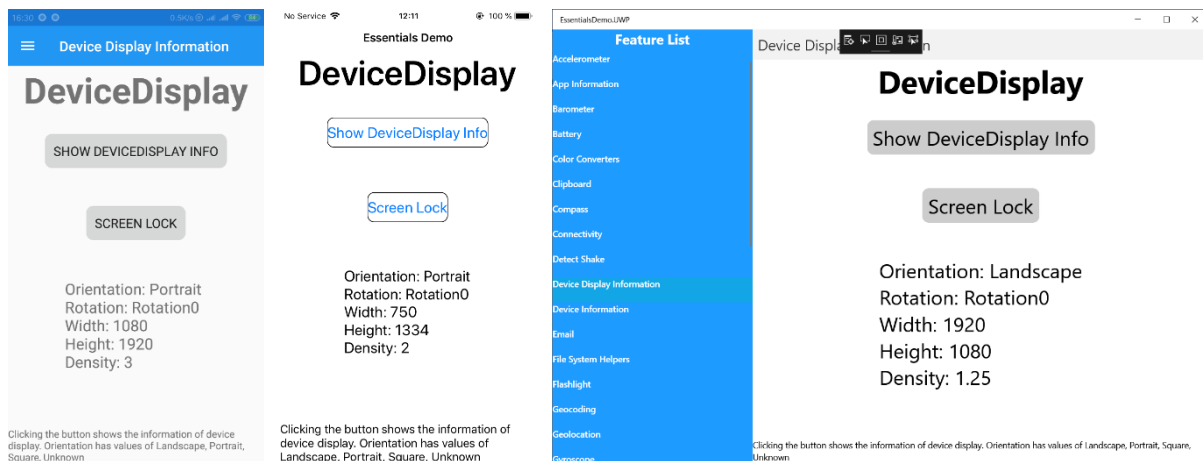 16:30
0.5K/s
58
Device Display Information
DeviceDisplay
SHOW DEVICEDISPLAY INFO
SCREEN LOCK
Orientation: Portrait
Rotation: Rotation0
Width: 1080
Height: 1920
Density: 3
Clicking the button shows the information of device
display. Orientation has values of Landscape, Portrait,
Square, Unknown
No Service 12:11 100 %
Essentials Demo
DeviceDisplay
Show DeviceDisplay Info
Screen Lock
Orientation: Portrait
Rotation: Rotation0
Width: 750
Height: 1334
Density: 2
Clicking the button shows the information of
device display. Orientation has values of
Landscape, Portrait, Square, Unknown
EssentialsDemo.UWP
Feature List
Accelerometer
App Information
Barometer
Battery
Color Converters
Clipboard
Compass
Connectivity
Detect Shake
Device Display Information
Device Information
Email
File System Helpers
Flashlight
Geocoding
Geolocation
Gyroscope
Device Displ n
DeviceDisplay
Show DeviceDisplay Info
Screen Lock
Orientation: Landscape
Rotation: Rotation0
Width: 1920
Height: 1080
Density: 1.25
Clicking the button shows the information of device display. Orientation has values of Landscape, Portrait, Square,
Unknown